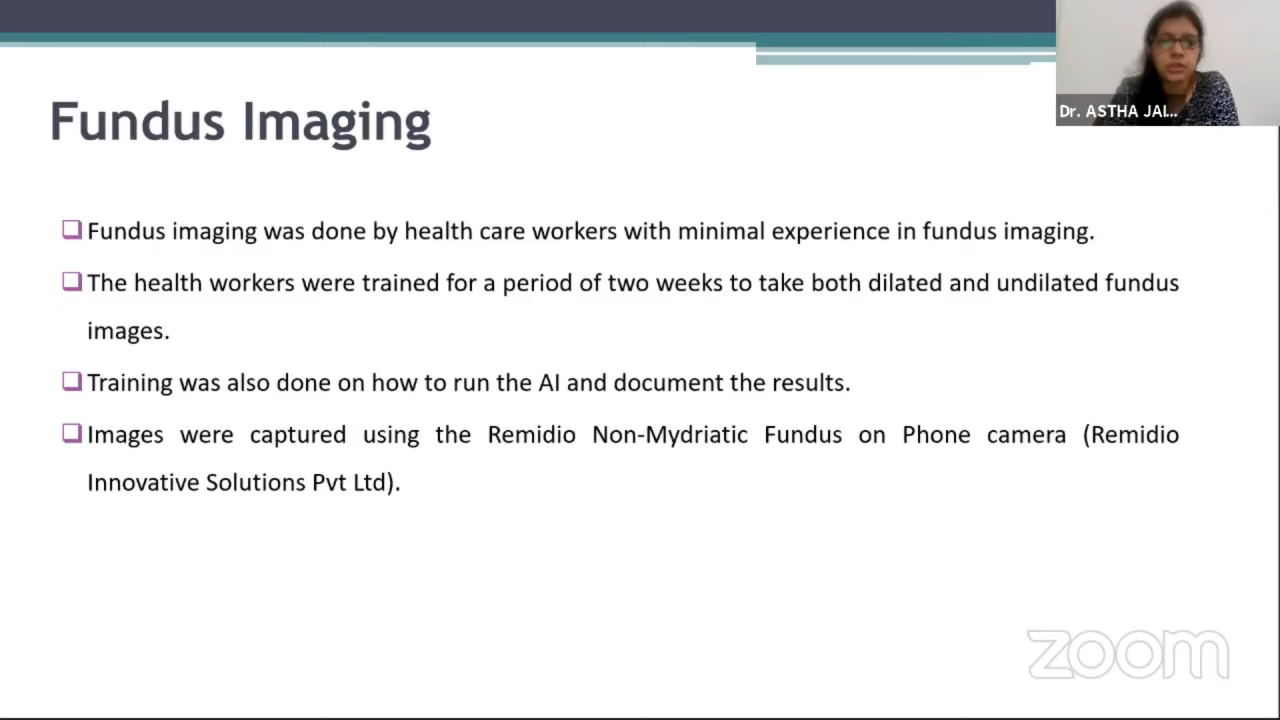 Dr. ASTHA JAI...
Fundus Imaging
Fundus imaging was done by health care workers with minimal experience in fundus imaging.
The health workers were trained for a period of two weeks to take both dilated and undilated fundus
images.
Training was also done on how to run the AI and document the results.
Images were captured using the Remidio Non-Mydriatic Fundus on Phone camera (Remidio
Innovative Solutions Pvt Ltd).
zoom